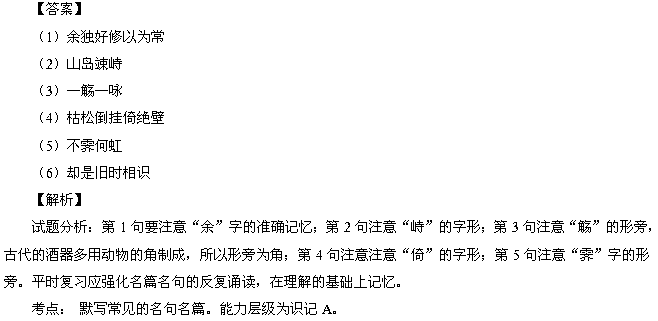 【答案】
（1）余独好修以为常
（2）山岳竦峙
（3）一觞一咏
（4）枯松倒挂倚绝壁
（5）不霁何虹
（6）却是旧时相识
【解析】
试题分析：第 1 句要注意“余”字的准确记忆；第 2 句注意“峙”的字形；第 3 句注意“觞”的形旁，
古代的酒器多用动物的角制成，所以形旁为角；第 4 句注意注意“倚”的字形；第 5 句注意“霁”字的形
旁。平时复习应强化名篇名句的反复诵读，在理解的基础上记忆。
考点： 默写常见的名句名篇。能力层级为识记 A。